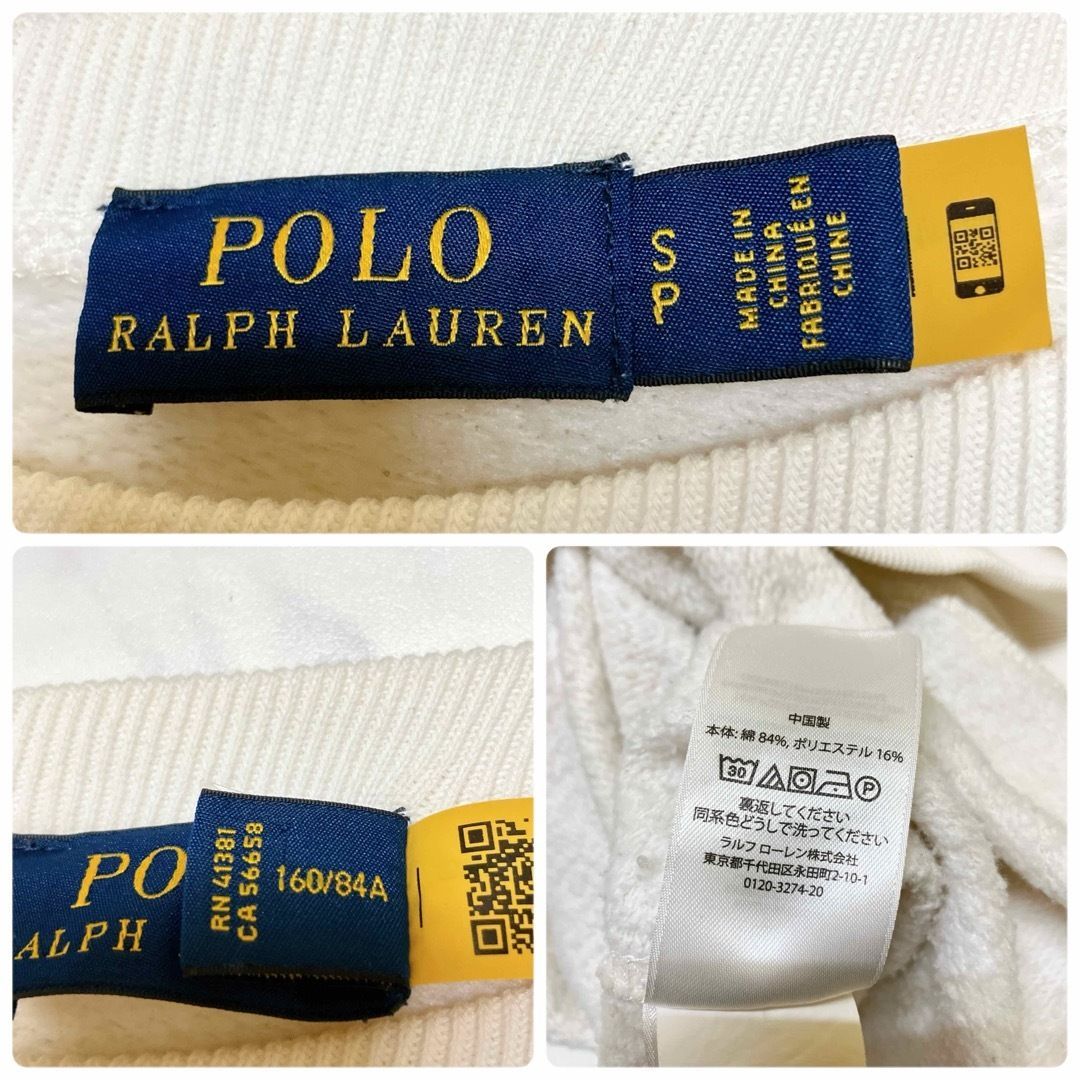 POLO
RALPH LAUREN
S
P
MADE IN
CHINA
FABRIQUÉ EN
CHINE
PO
ALPH
RN 41381
CA 56658
160/84A
中国製
本体: 綿 84%, ポリエステル 16%
30 P
裏返してください
同系色どうしで洗ってください
ラルフ ローレン株式会社
東京都千代田区永田町2-10-1
0120-3274-20